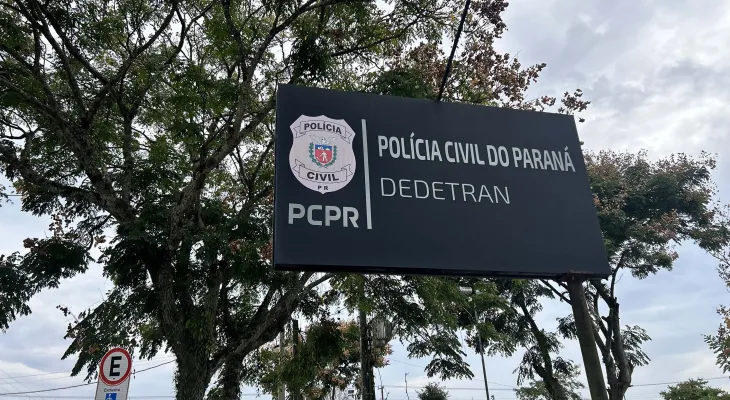 POLÍCIA
CIVIL
PR
PCPR
POLÍCIA CIVIL DO PARANÁ
DEDETRAN
E